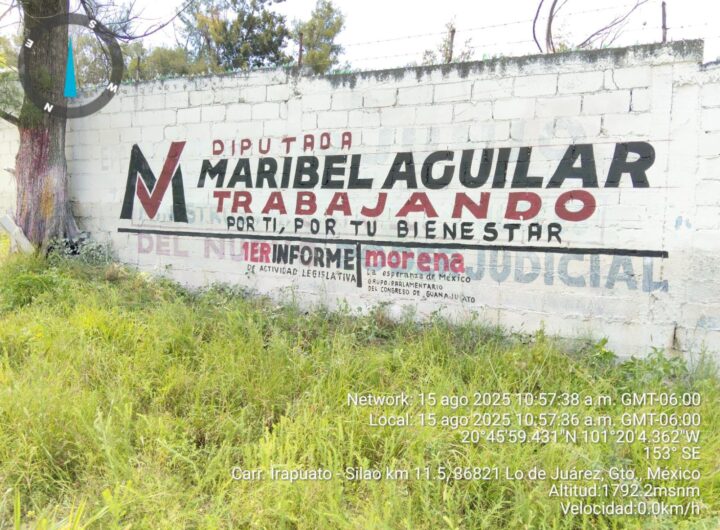 DIPUTADA
MARIBEL AGUILAR
TRABAJANDO
POR TI, POR TU BIENESTAR
DEL NU JUDICIAL
1ER INFORME
DE ACTIVIDAD LEGISLATIVA
morena
La esperanza de México
GRUPO PARLAMENTARIO
DEL CONGRESO DE GUANAJUATO
Network: 15 ago 2025 10:57:38 a.m. GMT-06:00
Local: 15 ago 2025 10:57:36 a.m. GMT-06:00
20°45'59.431"N 101°20'4.362"W
153° SE
Carr. Irapuato - Silao km 11.5, 36821 Lo de Juárez, Gto., México
Altitud:1792.2msnm
Velocidad:0.0km/h